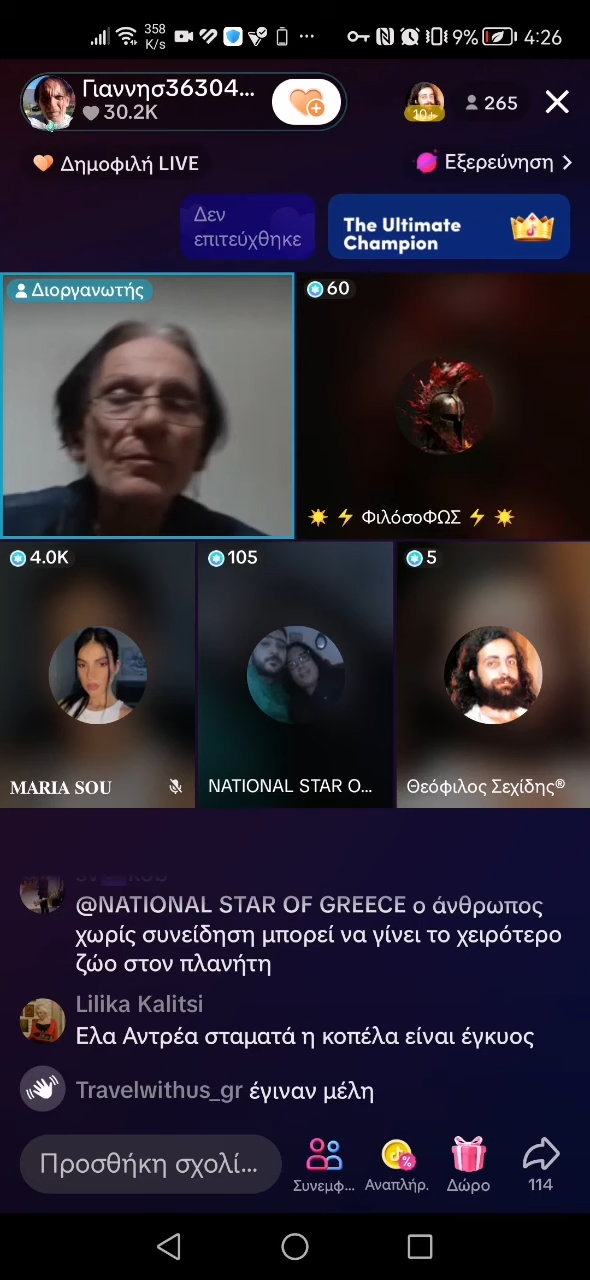 358
K/s
9%
4:26
Γιαννησ36304...
30.2K
10+
265
Δημοφιλή LIVE
Εξερεύνηση
Δεν
επιτεύχθηκε
The Ultimate
Champion
Διοργανωτής
60
ΦιλόσοΦΩΣ
4.0K
105
5
MARIA SOU
NATIONAL STAR O...
Θεόφιλος Σεχίδης®
@NATIONAL STAR OF GREECE ο άνθρωπος
χωρίς συνείδηση μπορεί να γίνει το χειρότερο
ζώο στον πλανήτη
Lilika Kalitsi
Ελα Αντρέα σταματά η κοπέλα είναι έγκυος
Travelwithus_gr έγιναν μέλη
Προσθήκη σχολί...
Συνεμφ...
Αναπλήρ.
Δώρο
114